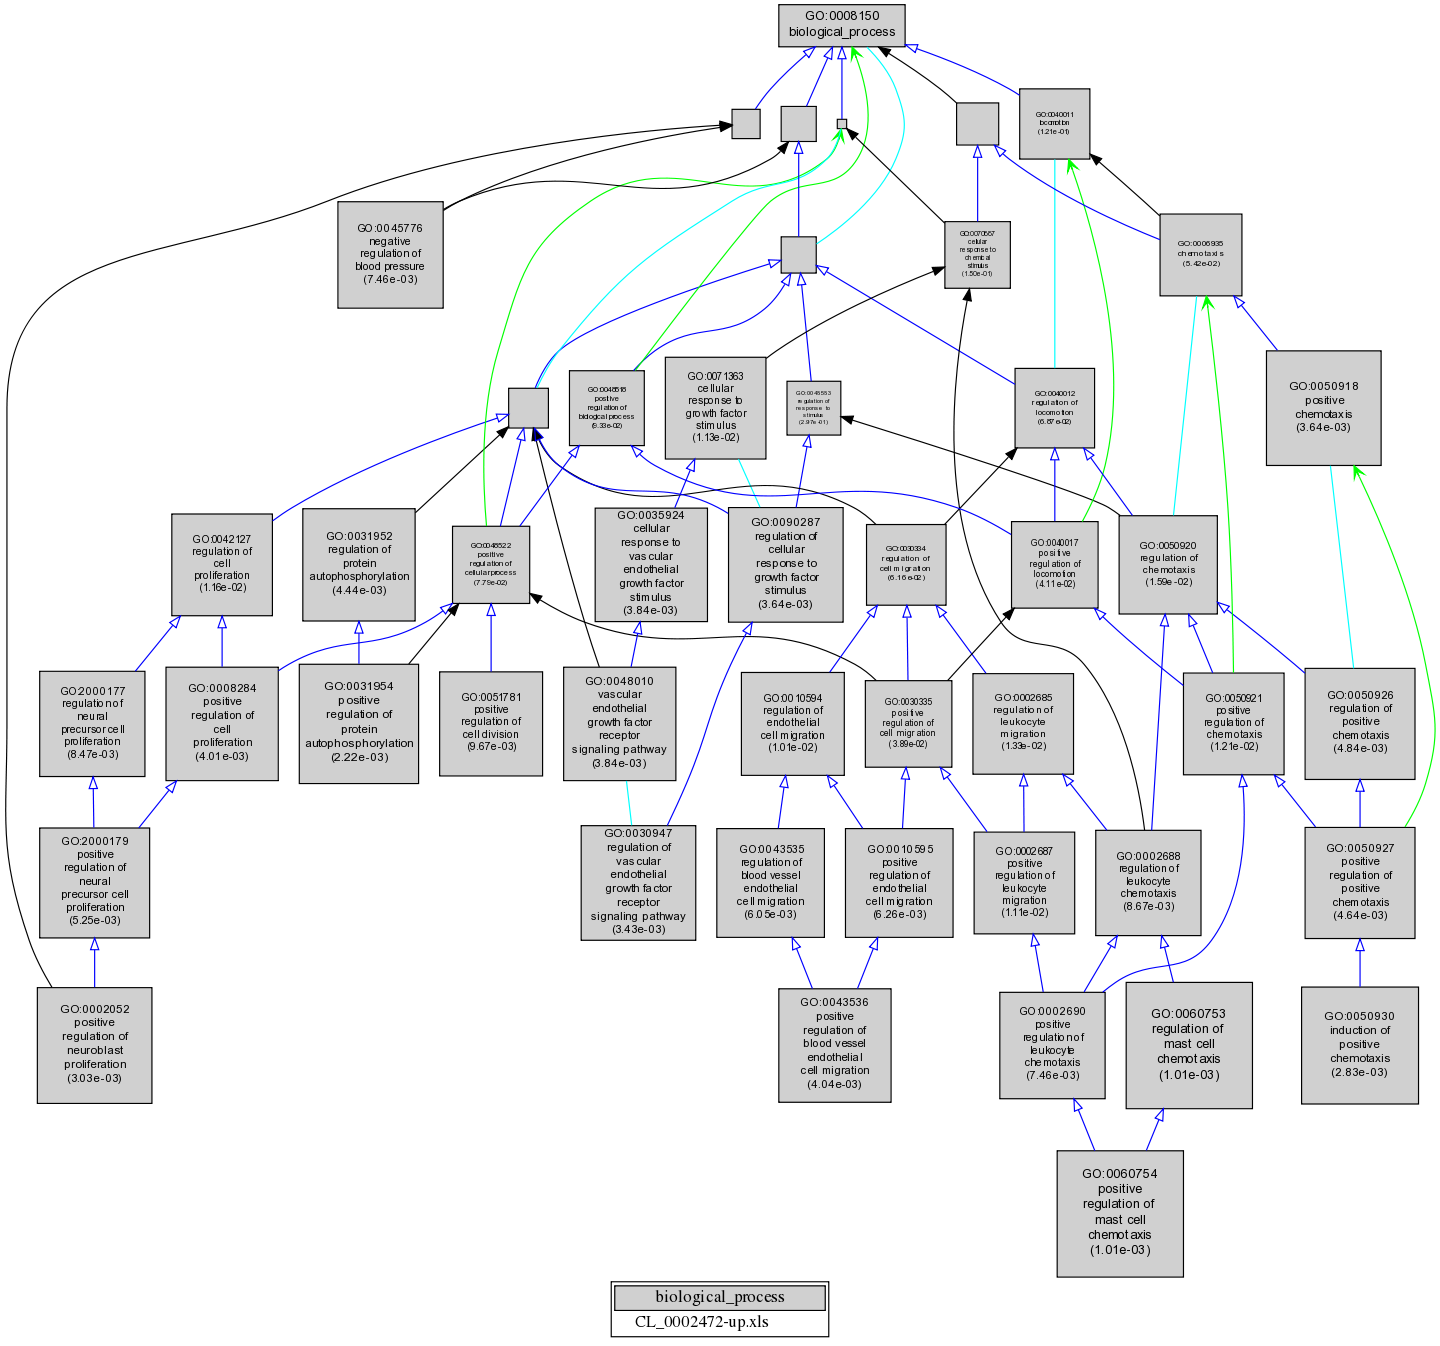 GO:0008150
biological_process
GO:0040011
locomotion
(1.21e-01)
GO:0045776
negative
regulation of
blood pressure
(7.46e-03)
GO:0070887
cellular
response to
chemical
stimulus
(1.50e-01)
GO:0006935
chemotaxis
(5.42e-02)
GO:0050918
positive
chemotaxis
(3.64e-03)
GO:0048518
positive
regulation of
biological process
(9.33e-02)
GO:0071363
cellular
response to
growth factor
stimulus
(1.13e-02)
GO:0048583
regulation of
response to
stimulus
(2.97e-01)
GO:0040012
regulation of
locomotion
(6.87e-02)
GO:0042127
regulation of
cell
proliferation
(1.16e-02)
GO:0031952
regulation of
protein
autophosphorylation
(4.44e-03)
GO:0048522
positive
regulation of
cellular process
(7.79e-02)
GO:0035924
cellular
response to
vascular
endothelial
growth factor
stimulus
(3.84e-03)
GO:0090287
regulation of
cellular
response to
growth factor
stimulus
(3.64e-03)
GO:0030334
regulation of
cell migration
(6.16e-02)
GO:0040017
positive
regulation of
locomotion
(4.11e-02)
GO:0050920
regulation of
chemotaxis
(1.59e-02)
GO:2000177
regulation of
neural
precursor cell
proliferation
(8.47e-03)
GO:0008284
positive
regulation of
cell
proliferation
(4.01e-03)
GO:0031954
positive
regulation of
protein
autophosphorylation
(2.22e-03)
GO:0051781
positive
regulation of
cell division
(9.67e-03)
GO:0048010
vascular
endothelial
growth factor
receptor
signaling pathway
(3.84e-03)
GO:0010594
regulation of
endothelial
cell migration
(1.01e-02)
GO:0030335
positive
regulation of
cell migration
(3.89e-02)
GO:0002685
regulation of
leukocyte
migration
(1.33e-02)
GO:0050921
positive
regulation of
chemotaxis
(1.21e-02)
GO:0050926
regulation of
positive
chemotaxis
(4.84e-03)
GO:2000179
positive
regulation of
neural
precursor cell
proliferation
(5.25e-03)
GO:0030947
regulation of
vascular
endothelial
growth factor
receptor
signaling pathway
(3.43e-03)
GO:0043535
regulation of
blood vessel
endothelial
cell migration
(6.05e-03)
GO:0010595
positive
regulation of
endothelial
cell migration
(6.26e-03)
GO:0002687
positive
regulation of
leukocyte
migration
(1.11e-02)
GO:0002688
regulation of
leukocyte
chemotaxis
(8.67e-03)
GO:0050927
positive
regulation of
positive
chemotaxis
(4.64e-03)
GO:0002052
positive
regulation of
neuroblast
proliferation
(3.03e-03)
GO:0043536
positive
regulation of
blood vessel
endothelial
cell migration
(4.04e-03)
GO:0002690
positive
regulation of
leukocyte
chemotaxis
(7.46e-03)
GO:0060753
regulation of
mast cell
chemotaxis
(1.01e-03)
GO:0050930
induction of
positive
chemotaxis
(2.83e-03)
GO:0060754
positive
regulation of
mast cell
chemotaxis
(1.01e-03)
biological_process
CL_0002472-up.xls